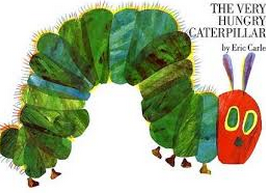 THE VERY
HUNGRY
CATERPILLAR
by Eric Carle